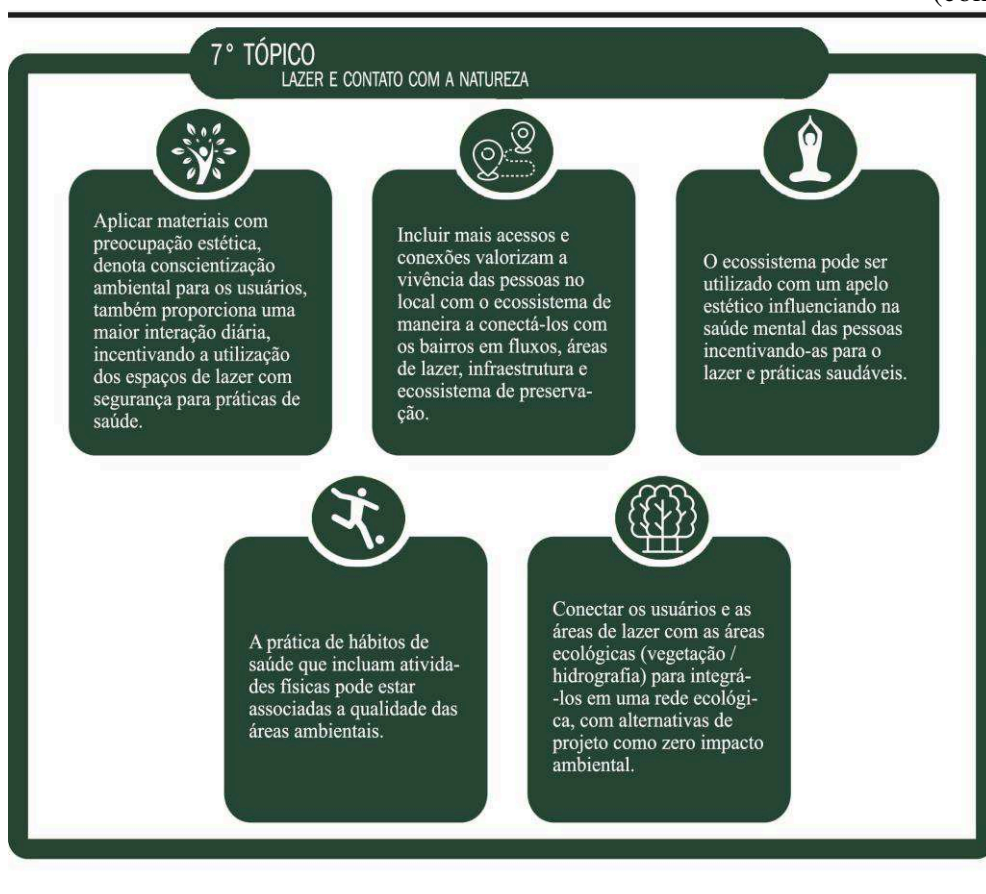 7° TÓPICO
LAZER E CONTATO COM A NATUREZA
Aplicar materiais com
preocupação estética,
denota conscientização
ambiental para os usuários,
também proporciona uma
maior interação diária,
incentivando a utilização
dos espaços de lazer com
segurança para práticas de
saúde.
Incluir mais acessos e
conexões valorizam a
vivência das pessoas no
local com o ecossistema de
maneira a conectá-los com
os bairros em fluxos, áreas
de lazer, infraestrutura e
ecossistema de preserva-
ção.
O ecossistema pode ser
utilizado com um apelo
estético influenciando na
saúde mental das pessoas
incentivando-as para o
lazer e práticas saudáveis.
A prática de hábitos de
saúde que incluam ativida-
des físicas pode estar
associadas a qualidade das
áreas ambientais.
Conectar os usuários e as
áreas de lazer com as áreas
ecológicas (vegetação /
hidrografia) para integrá-
-los em uma rede ecológi-
ca, com alternativas de
projeto como zero impacto
ambiental.